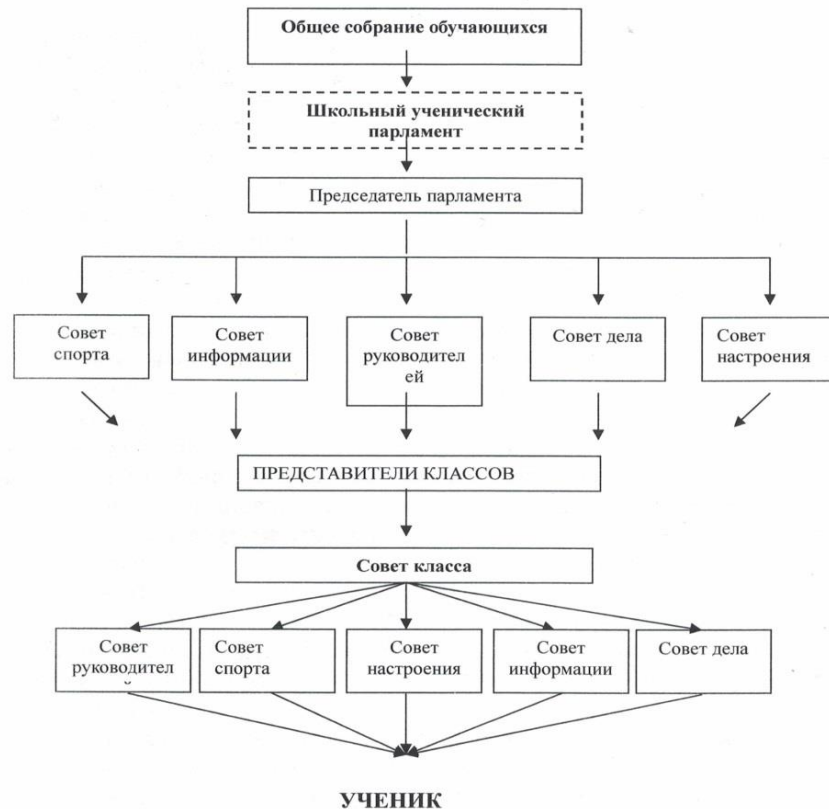 Общее собрание обучающихся
Школьный ученический
парламент
Председатель парламента
Совет
спорта
Совет
информации
Совет
руководител
ей
Совет дела
Совет
настроения
ПРЕДСТАВИТЕЛИ КЛАССОВ
Совет класса
Совет
руководител
Совет
спорта
Совет
настроения
Совет
информации
Совет дела
УЧЕНИК